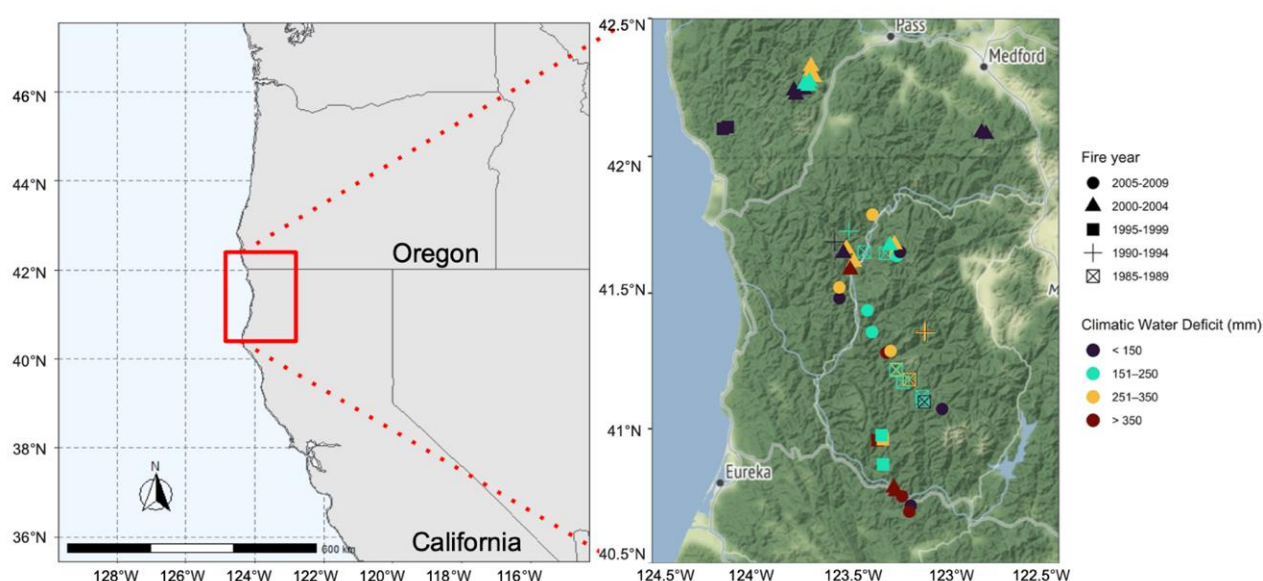 46°N
44°N
42°N
40°N
38°N
36°N
128°W
126°W
124°W
122°W
120°W
118°W
116°W
Oregon
California
N
600 km
42.5°N
42°N
41.5°N
41°N
40.5°N
124.5°W
124°W
123.5°W
123°W
122.5°W
Pass
Medford
M
Eureka
Fire year
2005-2009
2000-2004
1995-1999
1990-1994
1985-1989
Climatic Water Deficit (mm)
< 150
151–250
251–350
> 350